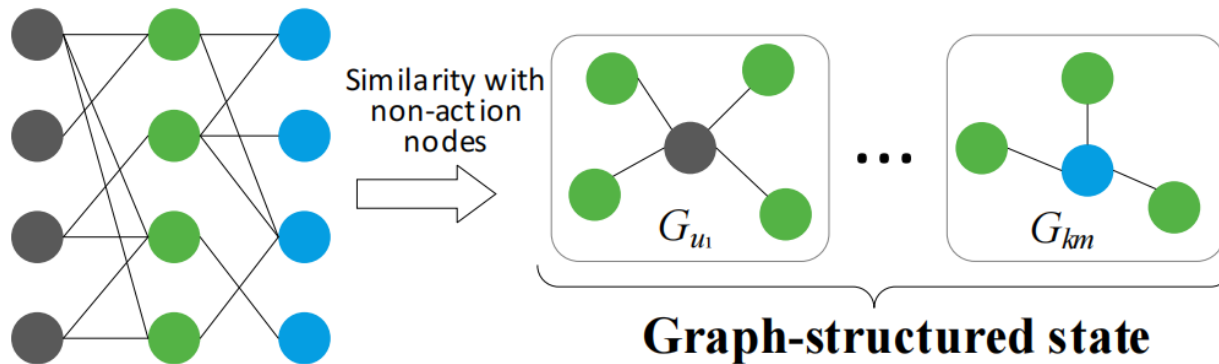 Similarity with
non-action
nodes
...
G_{u_1}
G_{km}
Graph-structured state